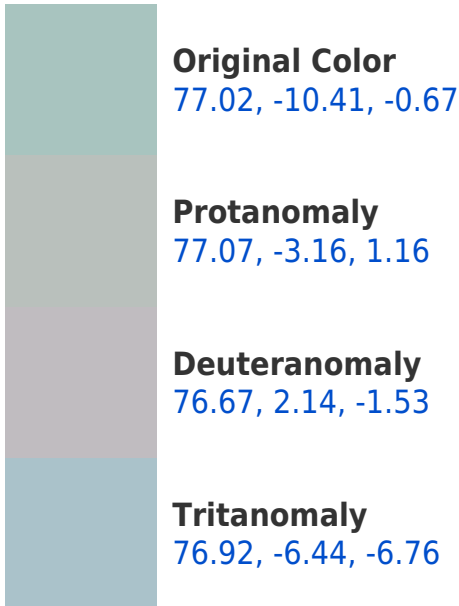 Original Color
77.02, -10.41, -0.67
Protanomaly
77.07, -3.16, 1.16
Deuteranomaly
76.67, 2.14, -1.53
Tritanomaly
76.92, -6.44, -6.76